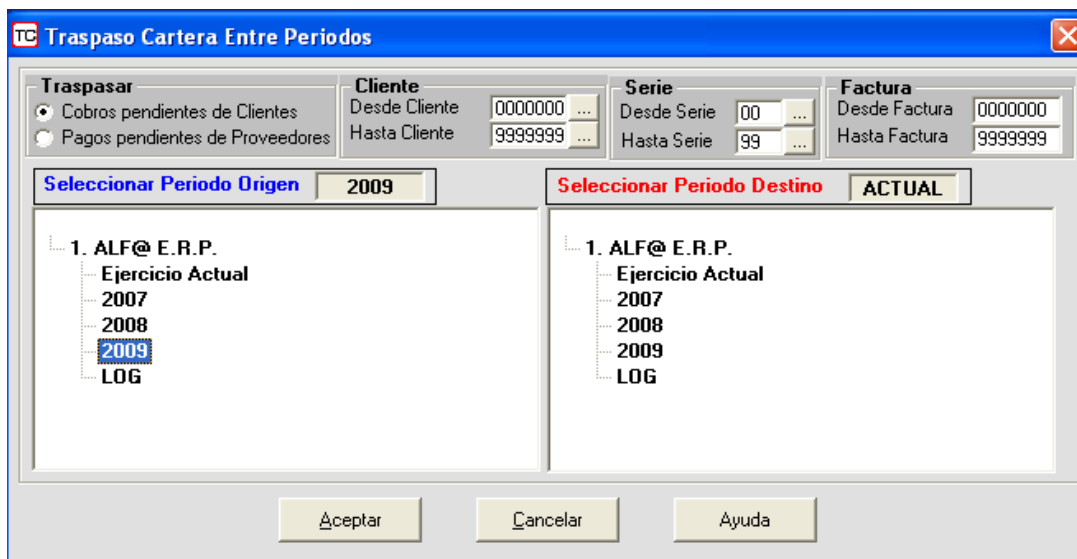 TC Traspaso Cartera Entre Periodos
Traspasar
Cobros pendientes de Clientes
Pagos pendientes de Proveedores
Cliente
Desde Cliente 0000000 ...
Hasta Cliente 9999999 ...
Serie
Desde Serie 00 ...
Hasta Serie 99 ...
Factura
Desde Factura 0000000
Hasta Factura 9999999
Seleccionar Periodo Origen 2009
1. ALF@ E.R.P.
Ejercicio Actual
2007
2008
2009
LOG
Seleccionar Periodo Destino ACTUAL
1. ALF@ E.R.P.
Ejercicio Actual
2007
2008
2009
LOG
Aceptar Cancelar Ayuda